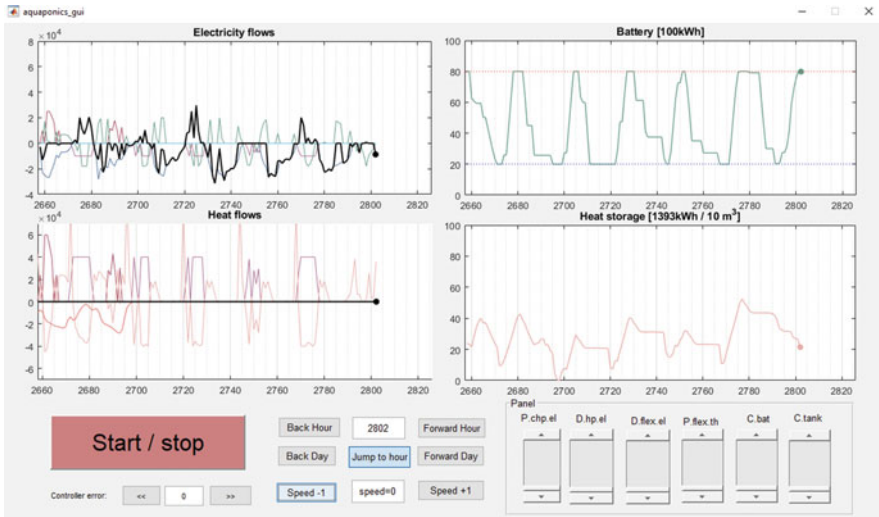 aquaponics_gui
Electricity flows
Battery [100kWh]
× 10⁴
8
6
4
2
0
-2
-4
2660 2680 2700 2720 2740 2760 2780 2800 2820
100
80
60
40
20
0
2660 2680 2700 2720 2740 2760 2780 2800 2820
Heat flows
Heat storage [1393kWh / 10 m³]
× 10⁴
6
4
2
0
-2
-4
-6
2660 2680 2700 2720 2740 2760 2780 2800 2820
100
80
60
40
20
0
2660 2680 2700 2720 2740 2760 2780 2800 2820
Start / stop
Back Hour 2802 Forward Hour
Back Day Jump to hour Forward Day
Controller error: << 0 >>
Speed -1 speed=0 Speed +1
Panel
P.chp.el D.hp.el D.flex.el P.flex.th C.bat C.tank